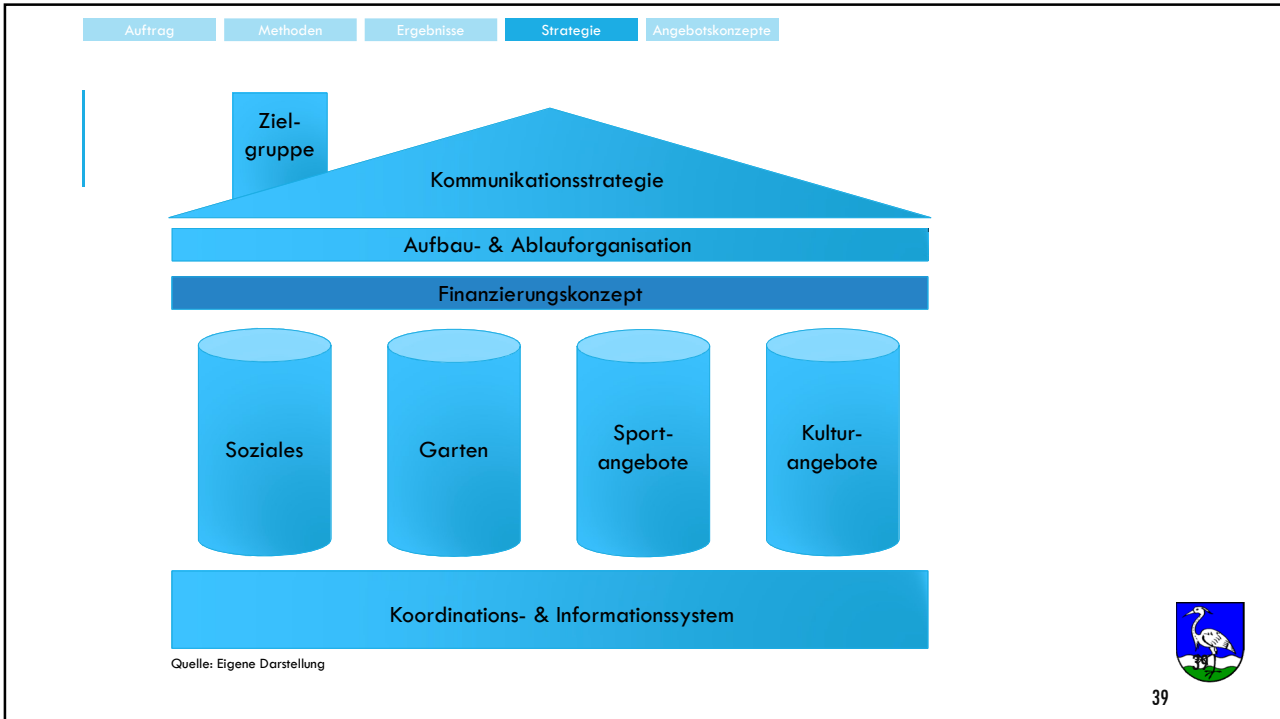 Auftrag Methoden Ergebnisse Strategie Angebotskonzepte
Ziel-
gruppe
Kommunikationsstrategie
Aufbau- & Ablauforganisation
Finanzierungskonzept
Soziales
Garten
Sport-
angebote
Kultur-
angebote
Koordinations- & Informationssystem
Quelle: Eigene Darstellung
39
39